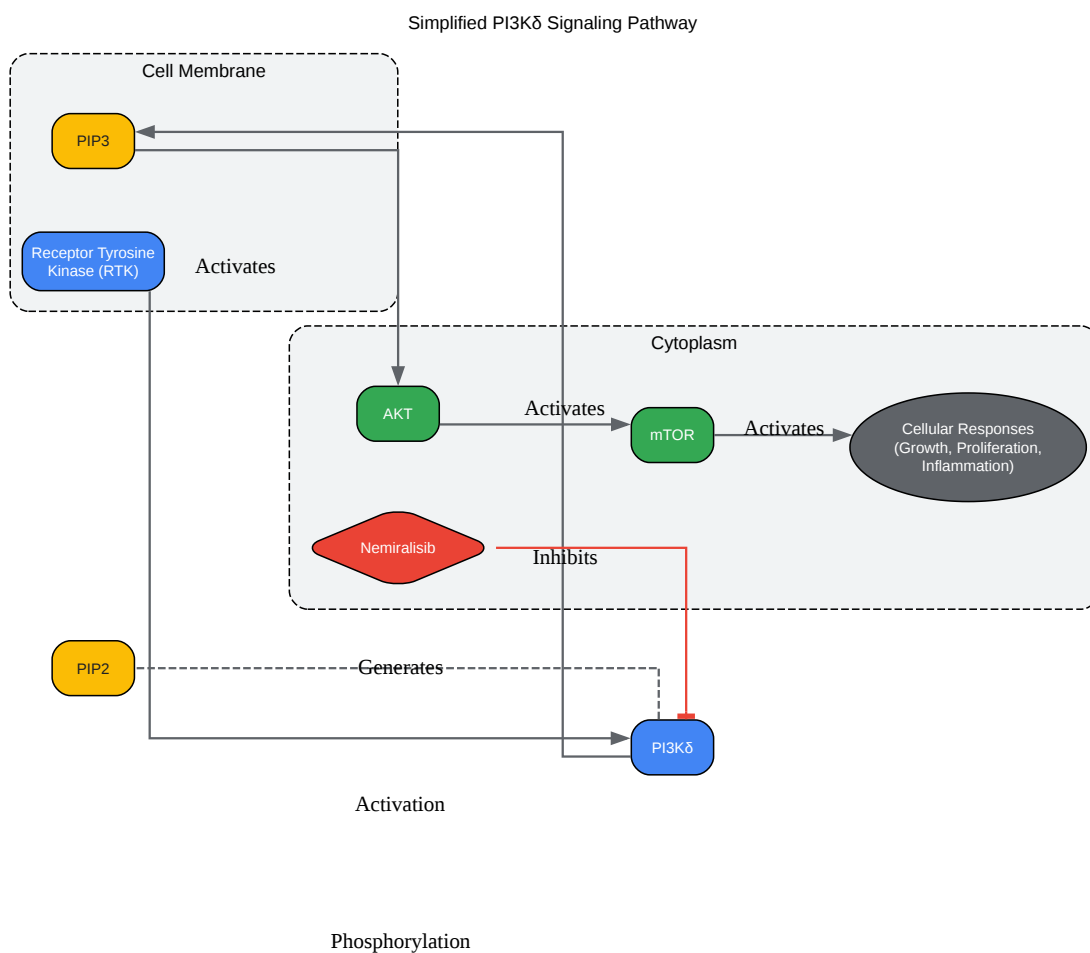 Simplified PI3Kδ Signaling Pathway
Cell Membrane
PIP3
Receptor Tyrosine
Kinase (RTK)
Activates
Cytoplasm
AKT
Activates
mTOR
Activates
Cellular Responses
(Growth, Proliferation,
Inflammation)
Nemiralisib
Inhibits
PIP2
Generates
PI3Kδ
Activation
Phosphorylation